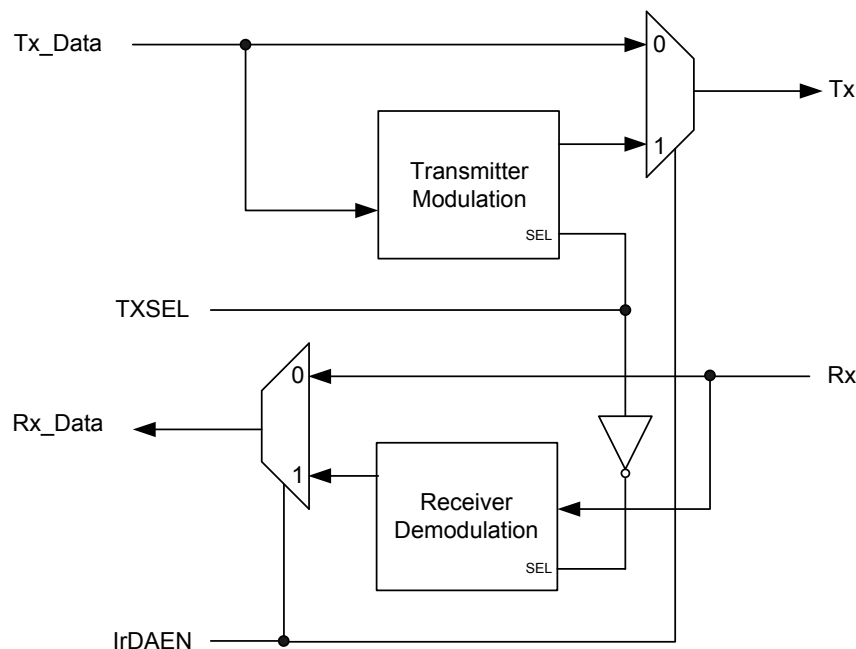 Tx_Data
0
Tx
1
Transmitter
Modulation
SEL
TXSEL
0
Rx
Rx_Data
1
Receiver
Demodulation
SEL
IrDAEN